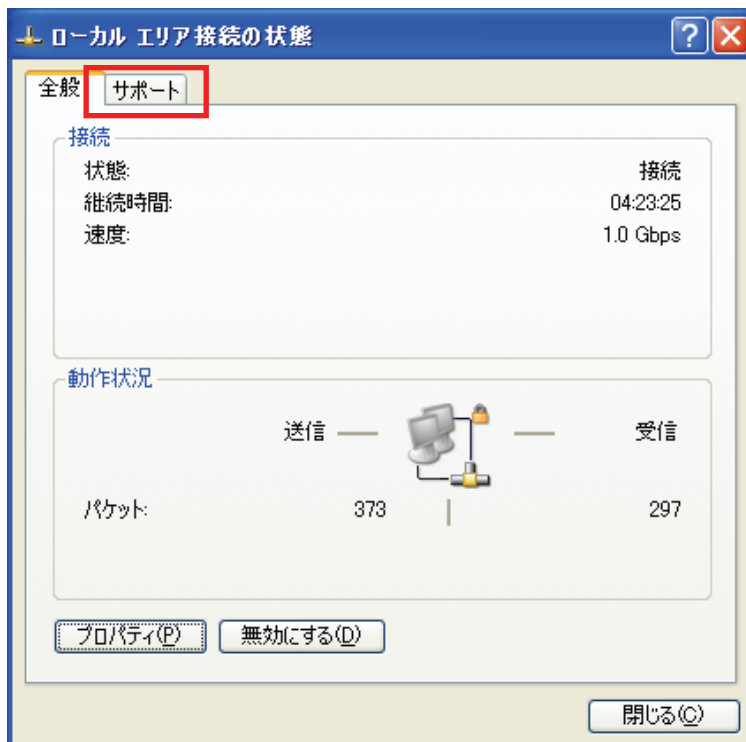 ローカル エリア接続の状態
全般 サポート
接続
状態: 接続
継続時間: 04:23:25
速度: 1.0 Gbps
動作状況
送信 受信
パケット: 373 297
プロパティ(P) 無効にする(D)
閉じる(C)